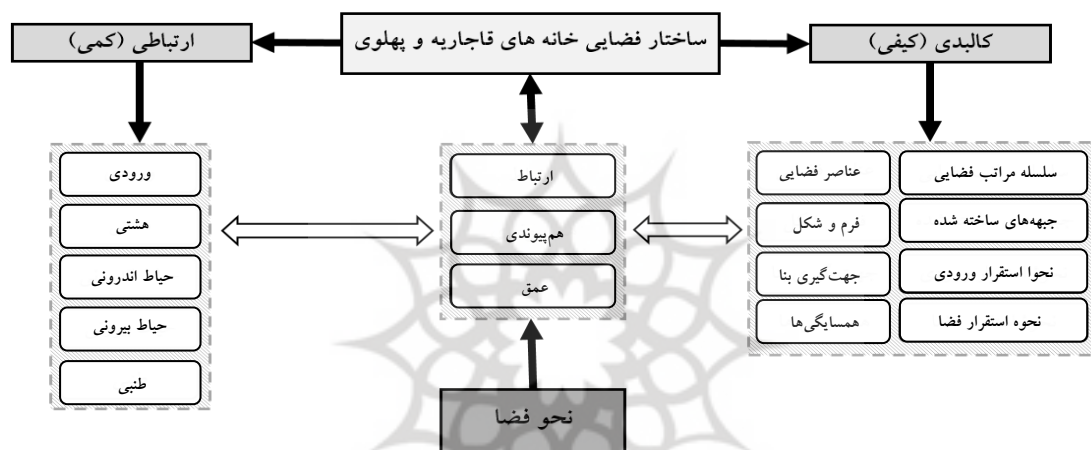 ساختار فضایی خانه های قاجاریه و پهلوی
کالبدی (کیفی)
ارتباطی (کمی)
سلسله مراتب فضایی
عناصر فضایی
جبهه‌های ساخته شده
فرم و شکل
نحوا استقرار ورودی
جهت‌گیری بنا
نحوه استقرار فضا
همسایگی‌ها
ارتباط
هم‌پیوندی
عمق
نحو فضا
ورودی
هشتی
حیاط اندرونی
حیاط بیرونی
طنبی